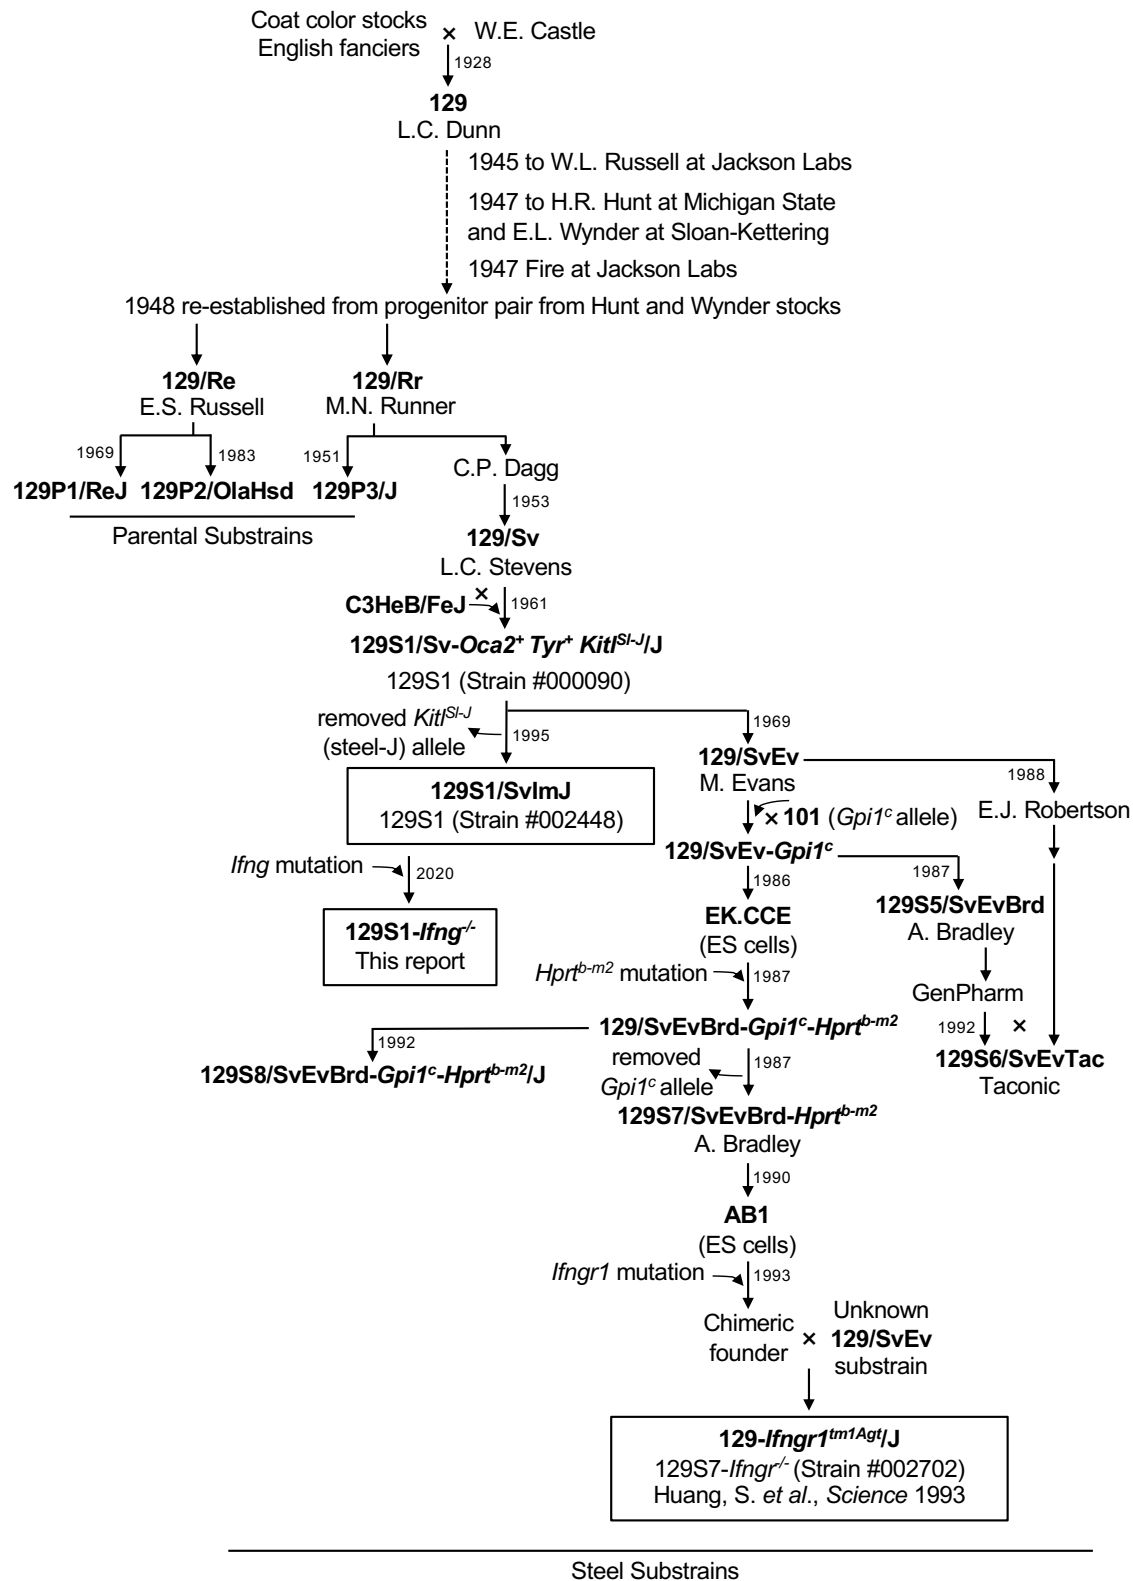 Coat color stocks
English fanciers
×
W.E. Castle
1928
129
L.C. Dunn
1945 to W.L. Russell at Jackson Labs
1947 to H.R. Hunt at Michigan State
and E.L. Wynder at Sloan-Kettering
1947 Fire at Jackson Labs
1948 re-established from progenitor pair from Hunt and Wynder stocks
129/Re
E.S. Russell
129/Rr
M.N. Runner
1969
1983
1951
C.P. Dagg
129P1/ReJ
129P2/OlaHsd
129P3/J
1953
Parental Substrains
129/Sv
L.C. Stevens
C3HeB/FeJ
×
1961
129S1/Sv-Oca2+ Tyr+ KitlSl-J/J
129S1 (Strain #000090)
removed KitlSl-J
(steel-J) allele
1995
1969
129/SvEv
M. Evans
1988
E.J. Robertson
129S1/SvImJ
129S1 (Strain #002448)
× 101 (Gpi1c allele)
129/SvEv-Gpi1c
Ifng mutation
2020
1986
1987
129S5/SvEvBrd
A. Bradley
129S1-Ifng-/-
This report
EK.CCE
(ES cells)
Hprtb-m2 mutation
1987
GenPharm
1992
×
129/SvEvBrd-Gpi1c-Hprtb-m2
1992
129S8/SvEvBrd-Gpi1c-Hprtb-m2/J
removed
Gpi1c allele
1987
129S6/SvEvTac
Taconic
129S7/SvEvBrd-Hprtb-m2
A. Bradley
1990
AB1
(ES cells)
Ifngr1 mutation
1993
Chimeric
founder
×
Unknown
129/SvEv
substrain
129-Ifngr1tm1Agt/J
129S7-Ifngr-/- (Strain #002702)
Huang, S. et al., Science 1993
Steel Substrains